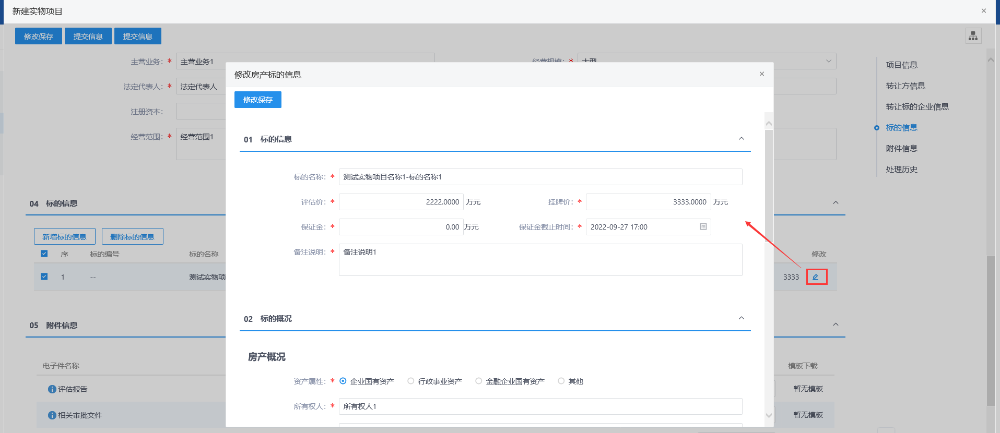 新建实物项目
修改保存
提交信息
提交信息
主营业务：* 主营业务1
经营规模：* 大型
法定代表人：* 法定代表人
注册资本：
经营范围：* 经营范围1
项目信息
转让方信息
转让标的企业信息
标的信息
附件信息
处理历史
04 标的信息
新增标的信息
删除标的信息
序 标的编号 标的名称 修改
1 -- 测试实物项 3333
05 附件信息
电子件名称 模板下载
评估报告 暂无模板
相关审批文件 暂无模板
修改房产标的信息
修改保存
01 标的信息
标的名称：* 测试实物项目名称1-标的名称1
评估价：* 2222.0000 万元 挂牌价：* 3333.0000 万元
保证金：* 0.00 万元 保证金截止时间：* 2022-09-27 17:00
备注说明：* 备注说明1
02 标的概况
房产概况
资产属性：* 企业国有资产 行政事业资产 金融企业国有资产 其他
所有权人：* 所有权人1